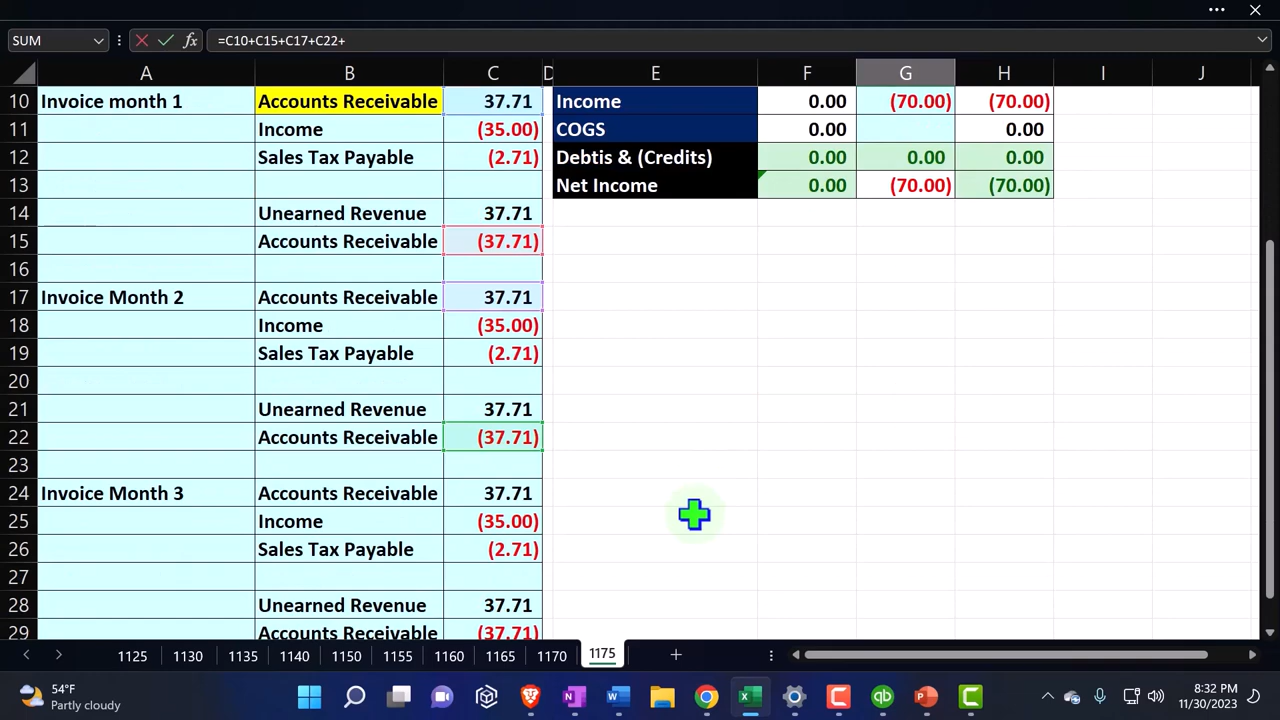 SUM =C10+C15+C17+C22+
A B C D E F G H I J
10 Invoice month 1 Accounts Receivable 37.71 Income 0.00 (70.00) (70.00)
11 Income (35.00) COGS 0.00 0.00
12 Sales Tax Payable (2.71) Debtis & (Credits) 0.00 0.00 0.00
13 Net Income 0.00 (70.00) (70.00)
14 Unearned Revenue 37.71
15 Accounts Receivable (37.71)
16
17 Invoice Month 2 Accounts Receivable 37.71
18 Income (35.00)
19 Sales Tax Payable (2.71)
20
21 Unearned Revenue 37.71
22 Accounts Receivable (37.71)
23
24 Invoice Month 3 Accounts Receivable 37.71
25 Income (35.00)
26 Sales Tax Payable (2.71)
27
28 Unearned Revenue 37.71
29 Accounts Receivable (37.71)
1125 1130 1135 1140 1150 1155 1160 1165 1170 1175
54°F
Partly cloudy
8:32 PM
11/30/2023